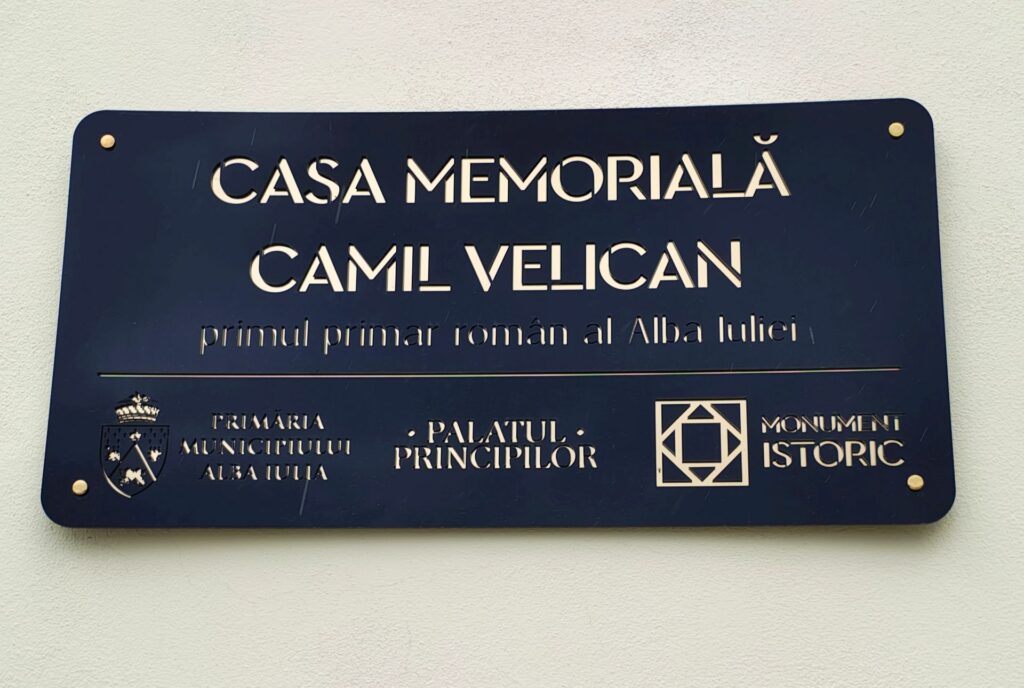 CASA MEMORIALĂ
CAMIL VELICAN
primul primar român al Alba Iuliei
PRIMĂRIA
MUNICIPIULUI
ALBA IULIA
· PALATUL ·
PRINCIPILOR
MONUMENT
ISTORIC